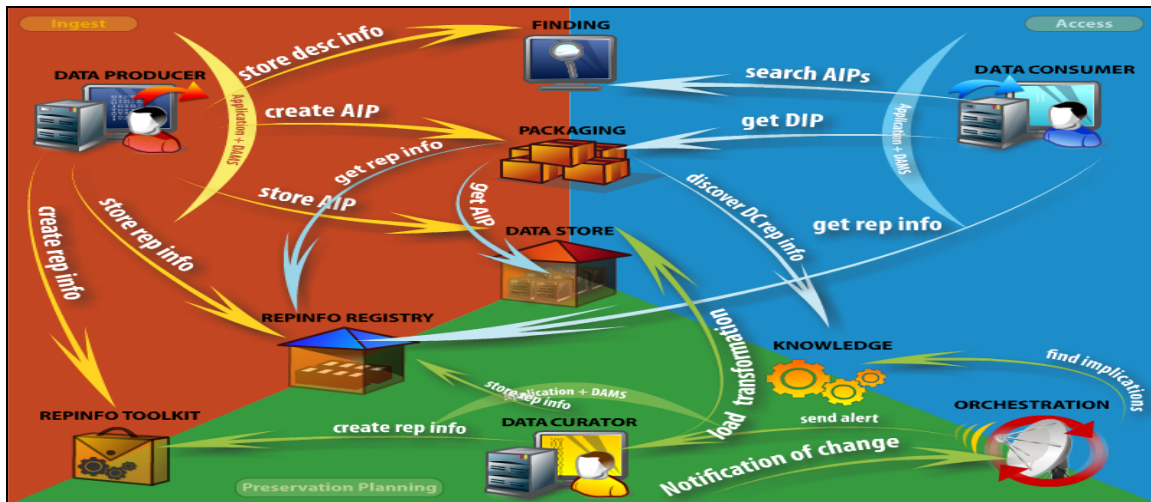 Ingest
FINDING
Access
store desc info
DATA PRODUCER
search AIPs
DATA CONSUMER
Application + DAMS
create AIP
get DIP
Application + DAMS
PACKAGING
get rep info
get AIP
discover DC rep info
store AIP
get rep info
create rep info
store rep info
DATA STORE
REPINFO REGISTRY
load transformation
KNOWLEDGE
find implications
store rep info
Application + DAMS
REPINFO TOOLKIT
DATA CURATOR
send alert
ORCHESTRATION
create rep info
Notification of change
Preservation Planning